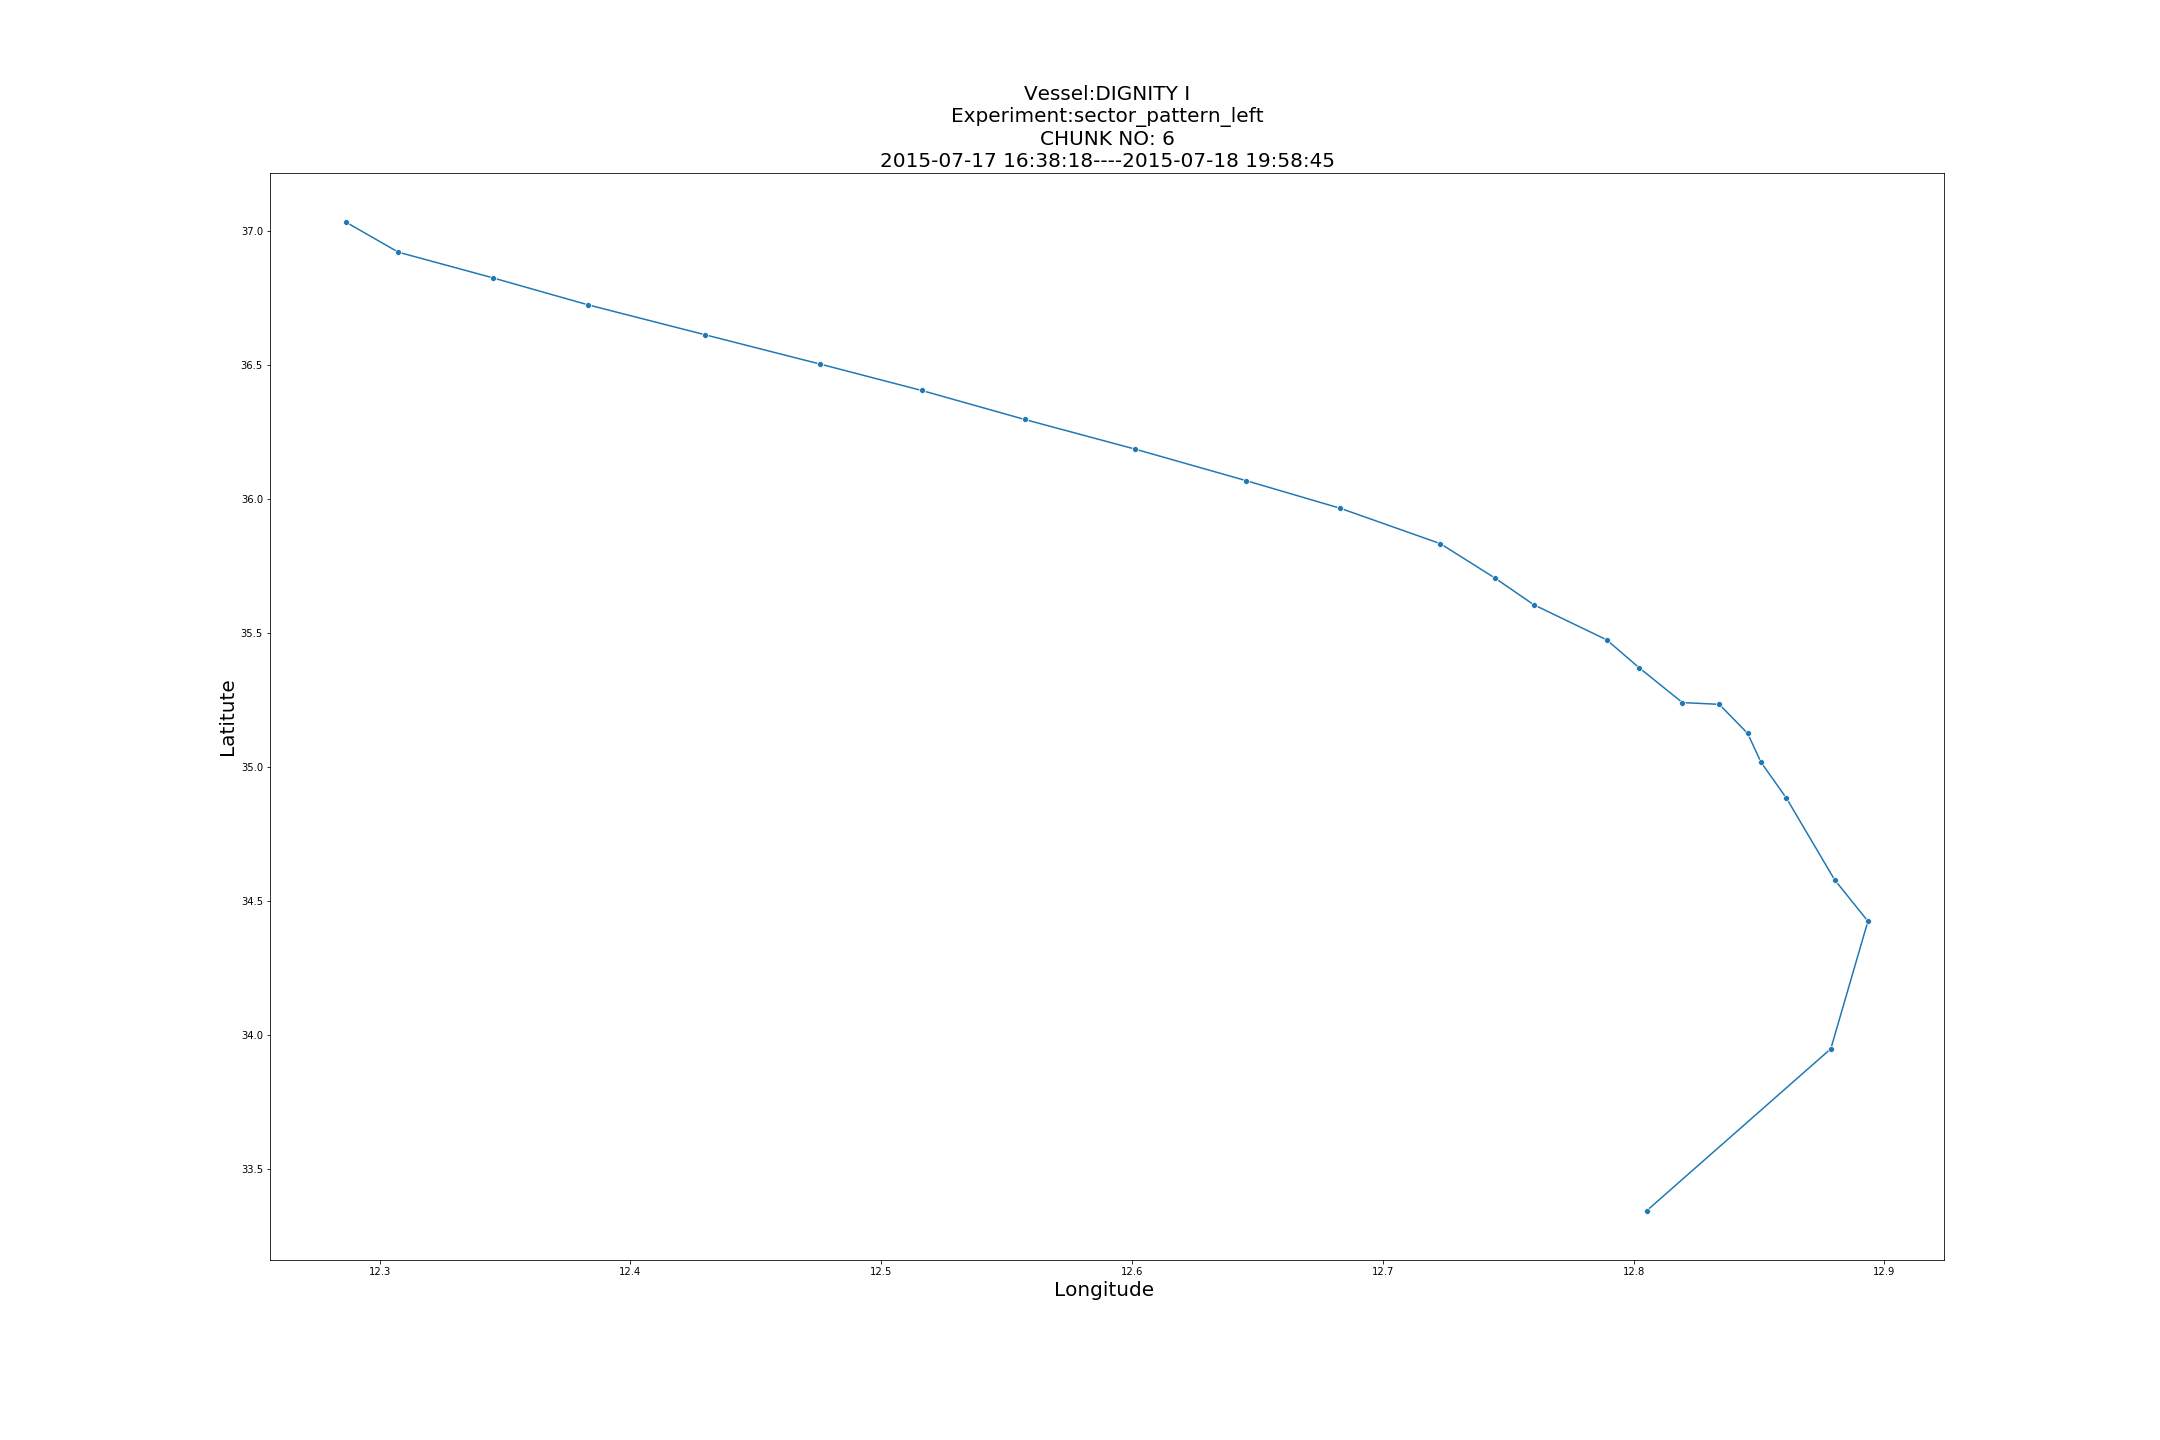 Vessel:DIGNITY I
Experiment:sector_pattern_left
CHUNK NO: 6
2015-07-17 16:38:18----2015-07-18 19:58:45
37.0
36.5
36.0
35.5
35.0
34.5
34.0
33.5
Latitute
12.3 12.4 12.5 12.6 12.7 12.8 12.9
Longitude